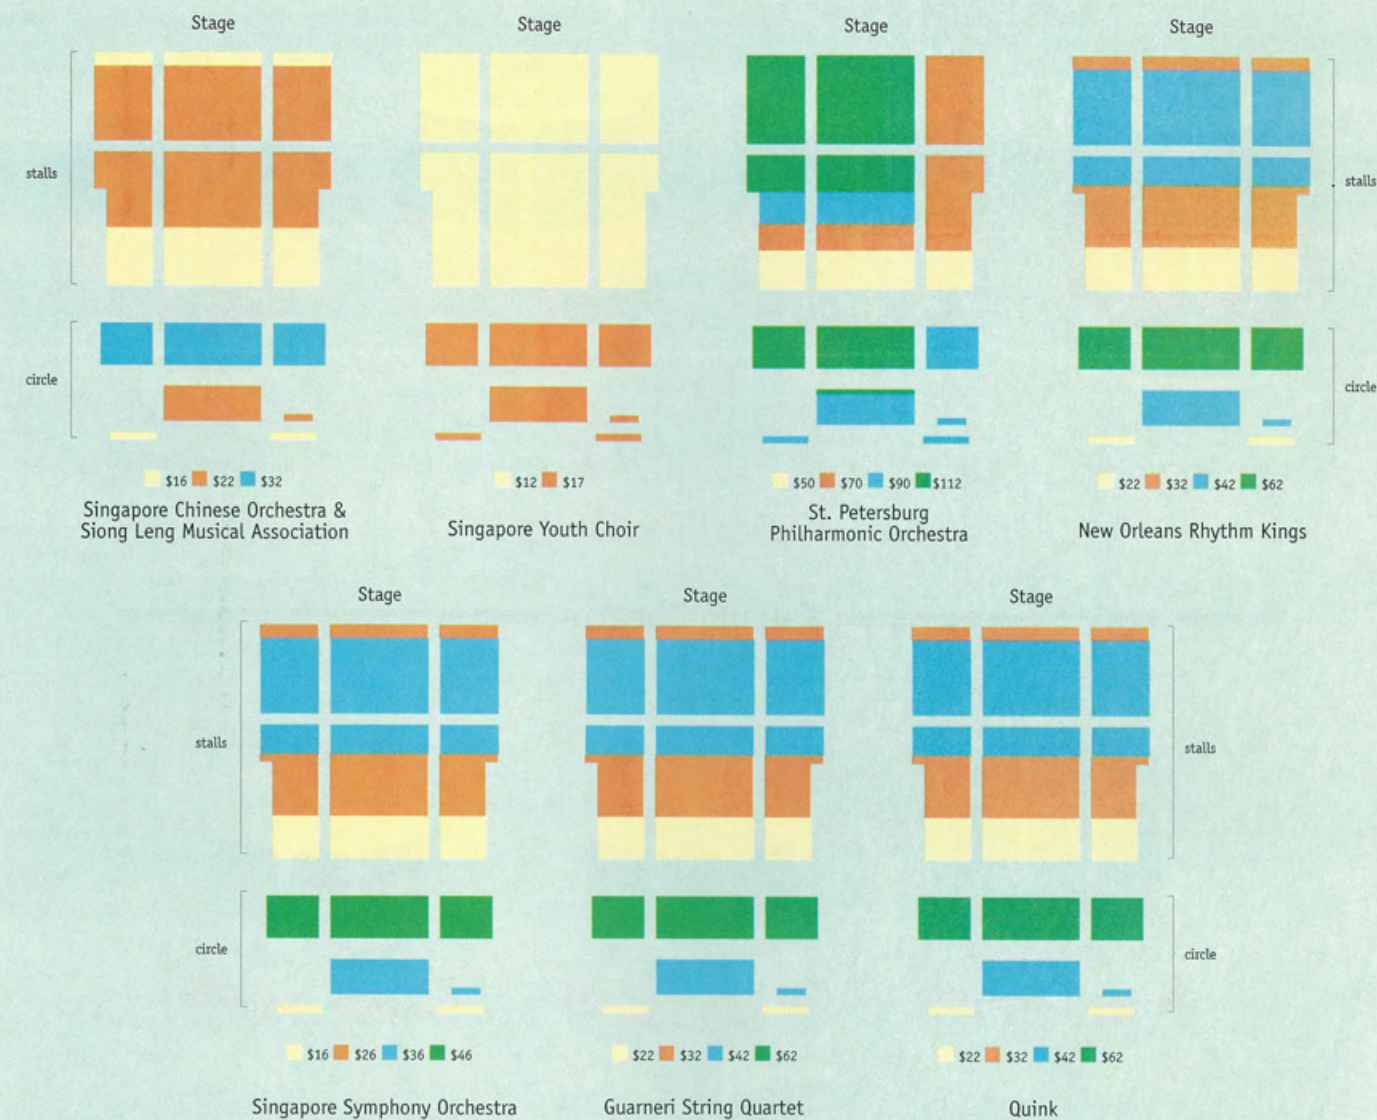 Stage
Stage
Stage
Stage
stalls
stalls
circle
circle
$16 $22 $32
$12 $17
$50 $70 $90 $112
$22 $32 $42 $62
Singapore Chinese Orchestra &
Siong Leng Musical Association
Singapore Youth Choir
St. Petersburg
Philharmonic Orchestra
New Orleans Rhythm Kings
Stage
Stage
Stage
stalls
stalls
circle
circle
$16 $26 $36 $46
$22 $32 $42 $62
$22 $32 $42 $62
Singapore Symphony Orchestra
Guarneri String Quartet
Quink